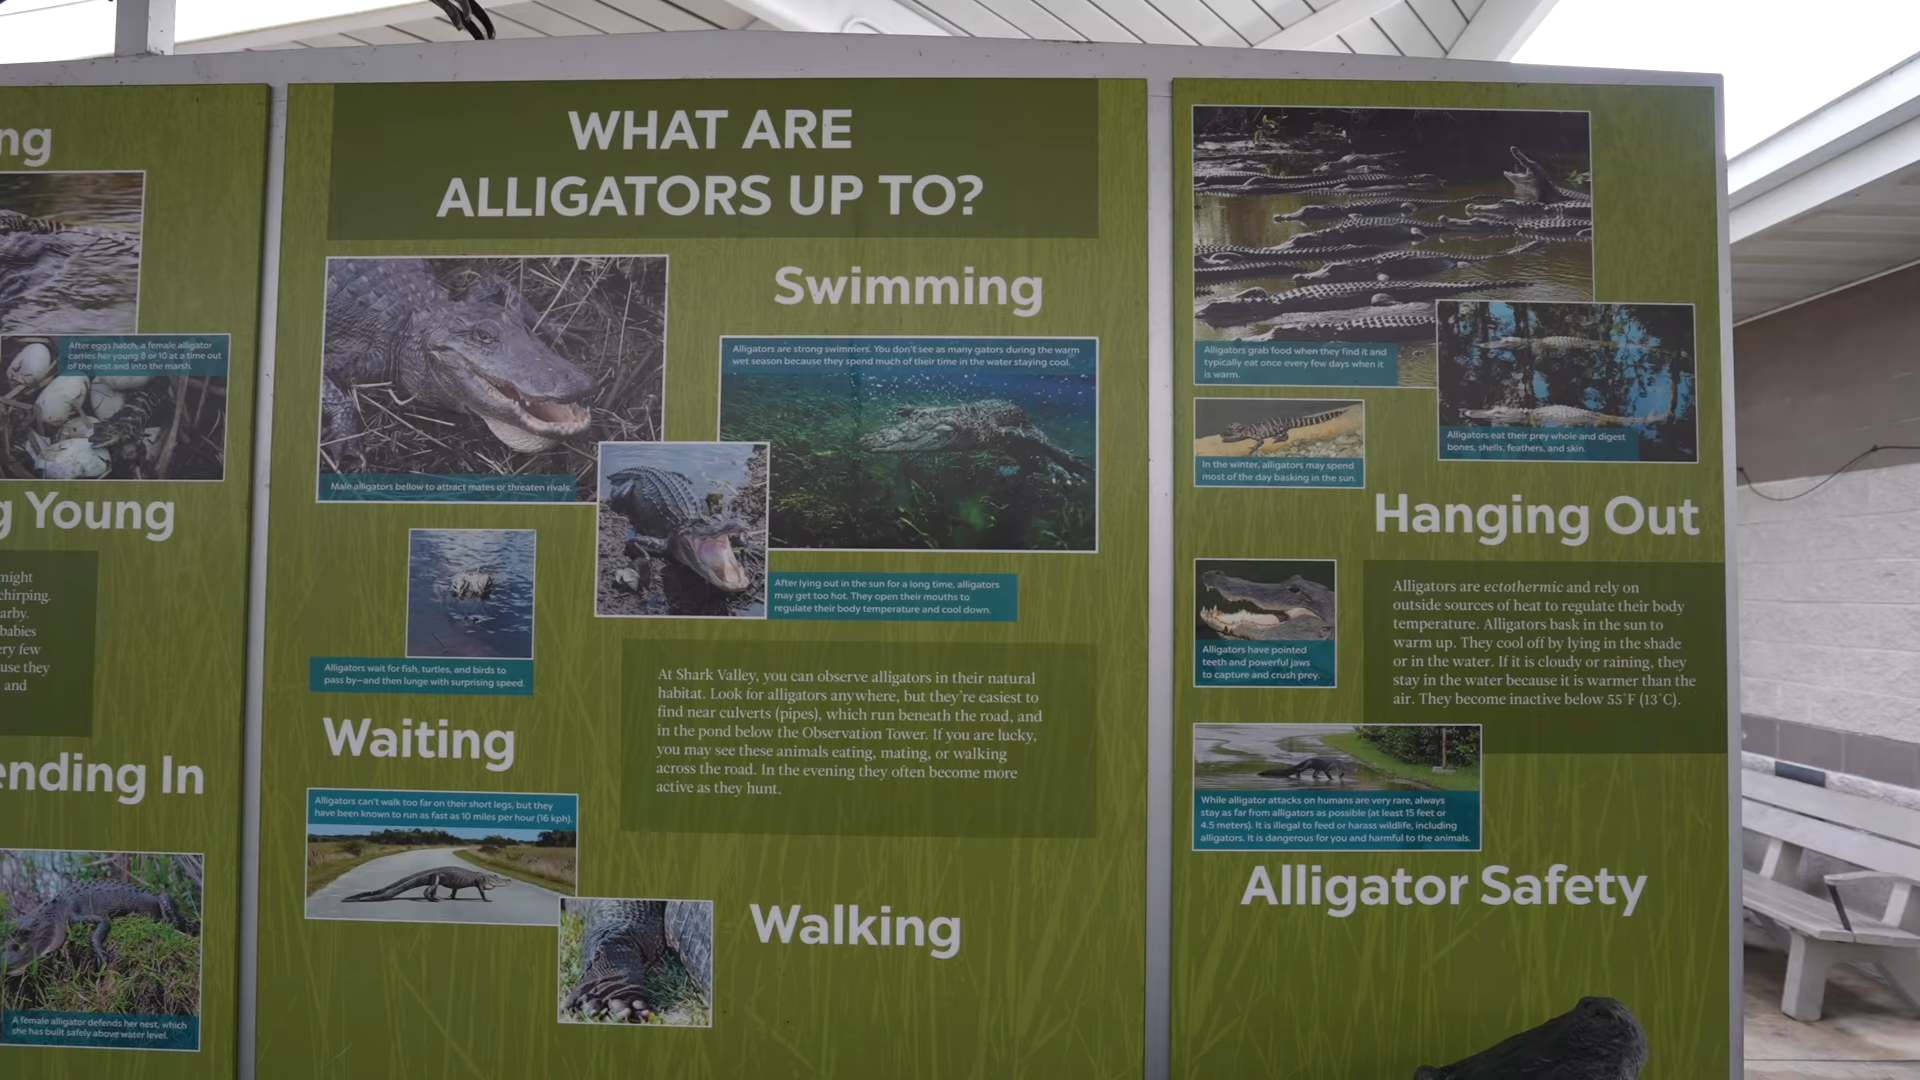 ng
After eggs hatch, a female alligator
carries her young 8 or 10 at a time out
of the nest and into the marsh.
g Young
might
chirping.
arby.
babies
ery few
use they
and
ending In
A female alligator defends her nest, which
she has built safely above water level.
WHAT ARE
ALLIGATORS UP TO?
Swimming
Alligators are strong swimmers. You don't see as many gators during the warm
wet season because they spend much of their time in the water staying cool.
Male alligators bellow to attract mates or threaten rivals.
After lying out in the sun for a long time, alligators
may get too hot. They open their mouths to
regulate their body temperature and cool down.
Alligators wait for fish, turtles, and birds to
pass by—and then lunge with surprising speed.
Waiting
At Shark Valley, you can observe alligators in their natural
habitat. Look for alligators anywhere, but they're easiest to
find near culverts (pipes), which run beneath the road, and
in the pond below the Observation Tower. If you are lucky,
you may see these animals eating, mating, or walking
across the road. In the evening they often become more
active as they hunt.
Alligators can't walk too far on their short legs, but they
have been known to run as fast as 10 miles per hour (16 kph).
Walking
Alligators grab food when they find it and
typically eat once every few days when it
is warm.
Alligators eat their prey whole and digest
bones, shells, feathers, and skin.
In the winter, alligators may spend
most of the day basking in the sun.
Hanging Out
Alligators have pointed
teeth and powerful jaws
to capture and crush prey.
Alligators are ectothermic and rely on
outside sources of heat to regulate their body
temperature. Alligators bask in the sun to
warm up. They cool off by lying in the shade
or in the water. If it is cloudy or raining, they
stay in the water because it is warmer than the
air. They become inactive below 55°F (13°C).
While alligator attacks on humans are very rare, always
stay as far from alligators as possible (at least 15 feet or
4.5 meters). It is illegal to feed or harass wildlife, including
alligators. It is dangerous for you and harmful to the animals.
Alligator Safety